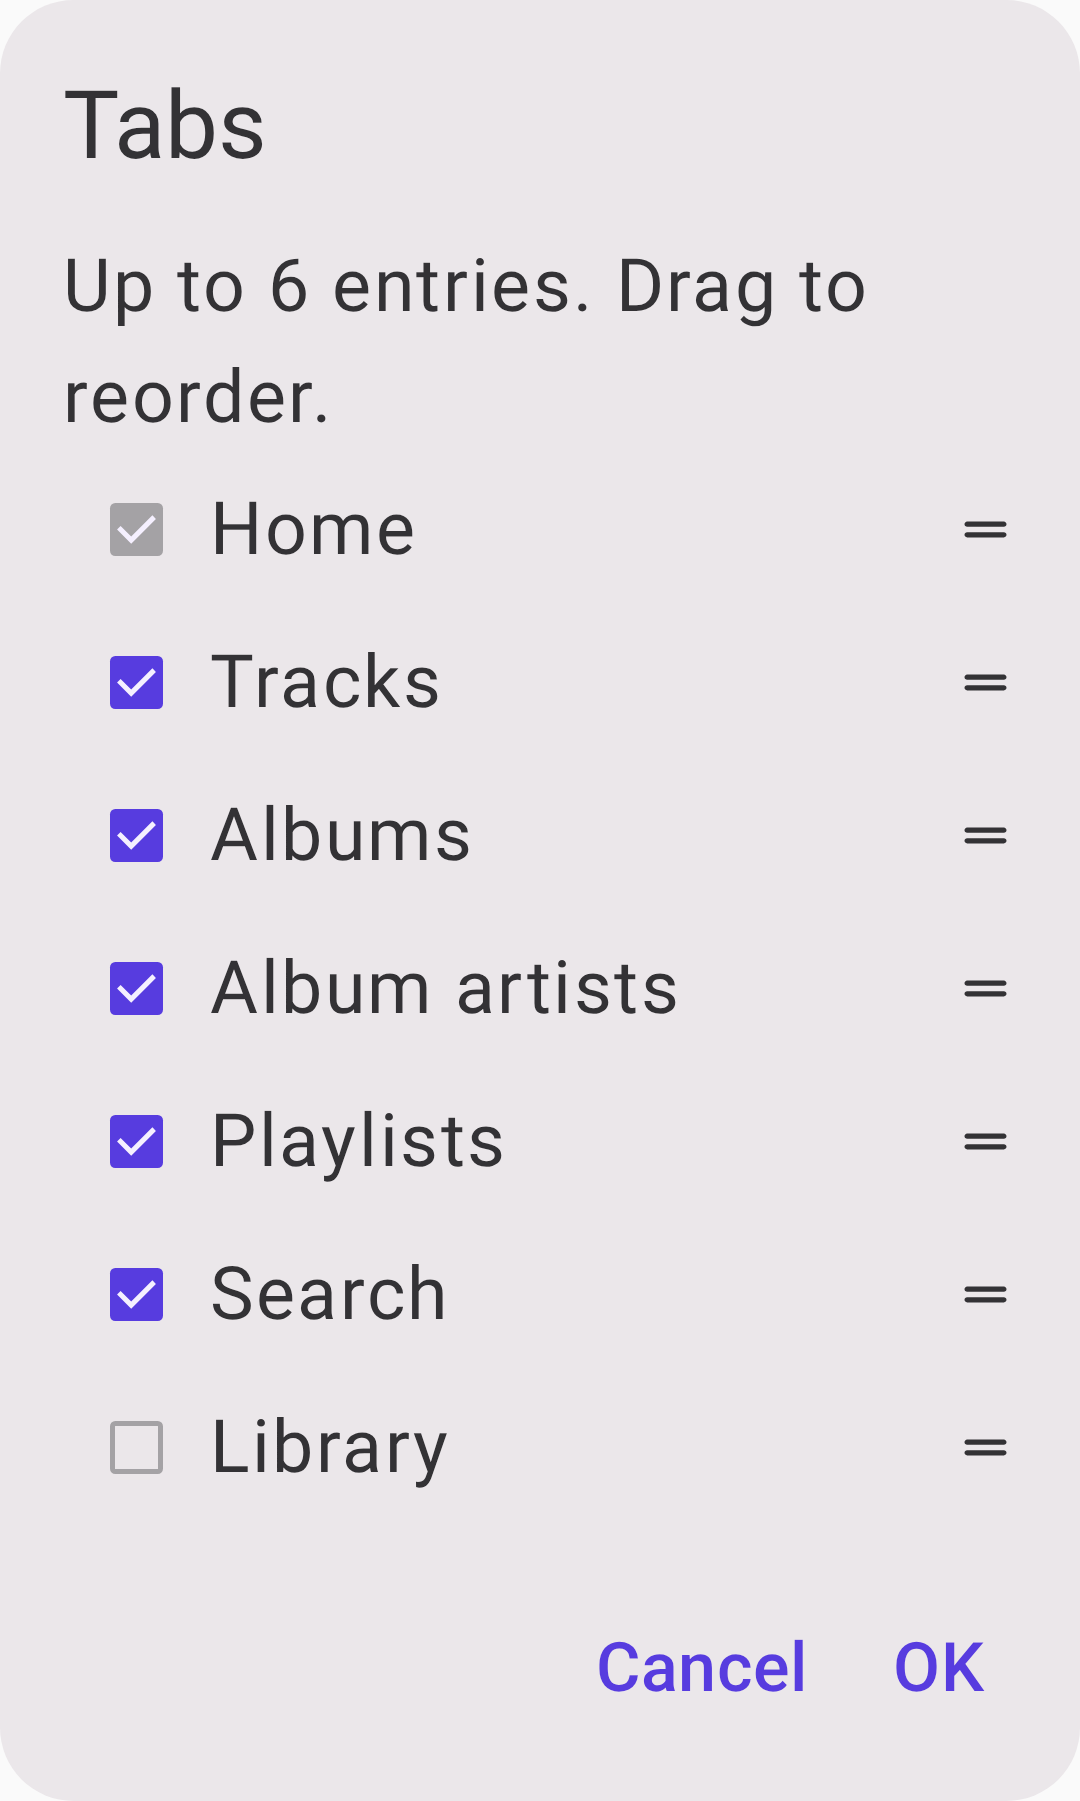 Tabs
Up to 6 entries. Drag to
reorder.
Home
Tracks
Albums
Album artists
Playlists
Search
Library
Cancel OK